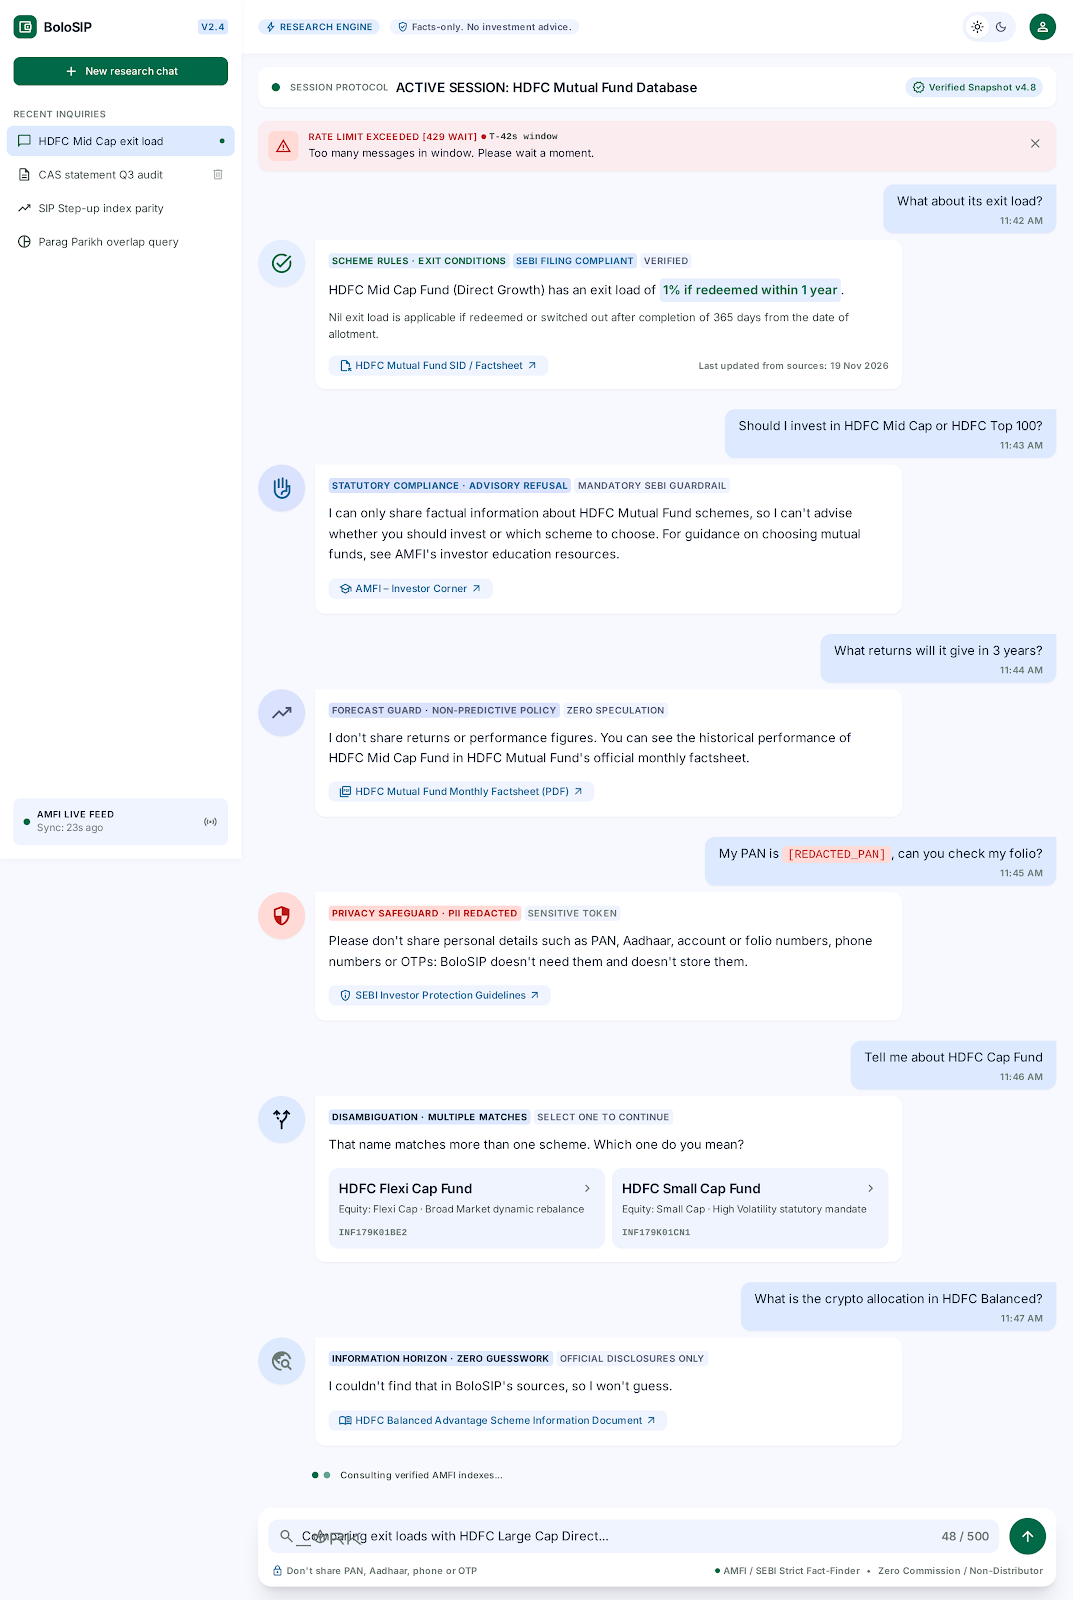 BoloSIP
V2.4
New research chat
RECENT INQUIRIES
HDFC Mid Cap exit load
CAS statement Q3 audit
SIP Step-up index parity
Parag Parikh overlap query
AMFI LIVE FEED
Sync: 23s ago
RESEARCH ENGINE
Facts-only. No investment advice.
SESSION PROTOCOL ACTIVE SESSION: HDFC Mutual Fund Database
Verified Snapshot v4.8
RATE LIMIT EXCEEDED [429 WAIT] • T-42s window
Too many messages in window. Please wait a moment.
What about its exit load?
11:42 AM
SCHEME RULES · EXIT CONDITIONS SEBI FILING COMPLIANT VERIFIED
HDFC Mid Cap Fund (Direct Growth) has an exit load of 1% if redeemed within 1 year.
Nil exit load is applicable if redeemed or switched out after completion of 365 days from the date of
allotment.
HDFC Mutual Fund SID / Factsheet
Last updated from sources: 19 Nov 2026
Should I invest in HDFC Mid Cap or HDFC Top 100?
11:43 AM
STATUTORY COMPLIANCE · ADVISORY REFUSAL MANDATORY SEBI GUARDRAIL
I can only share factual information about HDFC Mutual Fund schemes, so I can't advise
whether you should invest or which scheme to choose. For guidance on choosing mutual
funds, see AMFI's investor education resources.
AMFI – Investor Corner
What returns will it give in 3 years?
11:44 AM
FORECAST GUARD · NON-PREDICTIVE POLICY ZERO SPECULATION
I don't share returns or performance figures. You can see the historical performance of
HDFC Mid Cap Fund in HDFC Mutual Fund's official monthly factsheet.
HDFC Mutual Fund Monthly Factsheet (PDF)
My PAN is [REDACTED_PAN], can you check my folio?
11:45 AM
PRIVACY SAFEGUARD · PII REDACTED SENSITIVE TOKEN
Please don't share personal details such as PAN, Aadhaar, account or folio numbers, phone
numbers or OTPs: BoloSIP doesn't need them and doesn't store them.
SEBI Investor Protection Guidelines
Tell me about HDFC Cap Fund
11:46 AM
DISAMBIGUATION · MULTIPLE MATCHES SELECT ONE TO CONTINUE
That name matches more than one scheme. Which one do you mean?
HDFC Flexi Cap Fund
Equity: Flexi Cap · Broad Market dynamic rebalance
INF179K01BE2
HDFC Small Cap Fund
Equity: Small Cap · High Volatility statutory mandate
INF179K01CN1
What is the crypto allocation in HDFC Balanced?
11:47 AM
INFORMATION HORIZON · ZERO GUESSWORK OFFICIAL DISCLOSURES ONLY
I couldn't find that in BoloSIP's sources, so I won't guess.
HDFC Balanced Advantage Scheme Information Document
Consulting verified AMFI indexes...
exit loads with HDFC Large Cap Direct...
48 / 500
Don't share PAN, Aadhaar, phone or OTP
AMFI / SEBI Strict Fact-Finder • Zero Commission / Non-Distributor